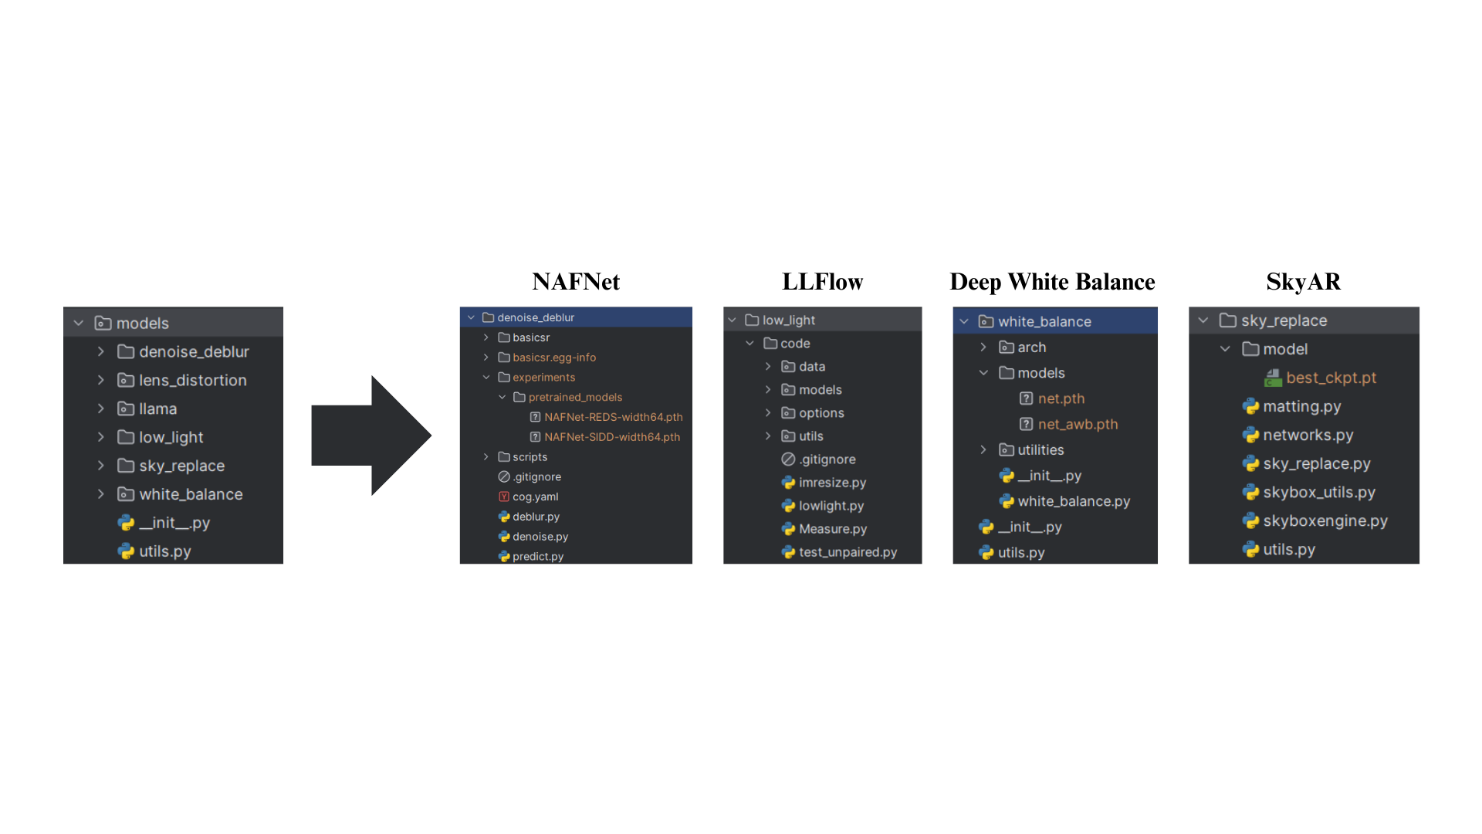 models
denoise_deblur
lens_distortion
llama
low_light
sky_replace
white_balance
__init__.py
utils.py
NAFNet
denoise_deblur
basicsr
basicsr.egg-info
experiments
pretrained_models
NAFNet-REDS-width64.pth
NAFNet-SIDD-width64.pth
scripts
.gitignore
cog.yaml
deblur.py
denoise.py
predict.py
LLFlow
low_light
code
data
models
options
utils
.gitignore
imresize.py
lowlight.py
Measure.py
test_unpaired.py
Deep White Balance
white_balance
arch
models
net.pth
net_awb.pth
utilities
__init__.py
white_balance.py
__init__.py
utils.py
SkyAR
sky_replace
model
best_ckpt.pt
matting.py
networks.py
sky_replace.py
skybox_utils.py
skyboxengine.py
utils.py